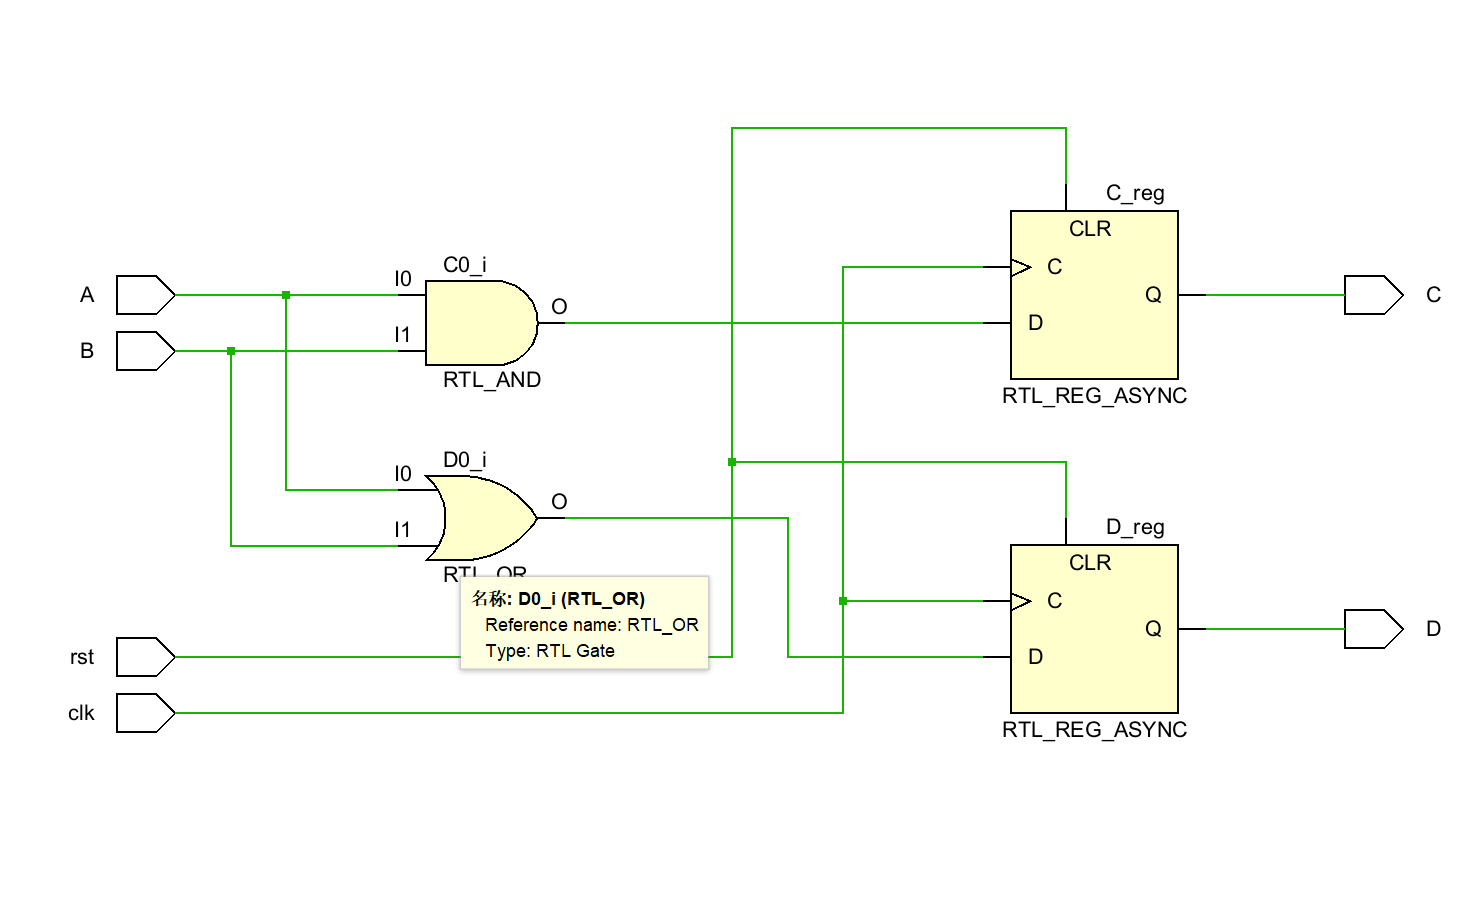 C_reg
CLR
C
Q
D
RTL_REG_ASYNC
C
A
B
I0
I1
C0_i
O
RTL_AND
I0
I1
D0_i
O
RTL_OR
名称: D0_i (RTL_OR)
Reference name: RTL_OR
Type: RTL Gate
rst
clk
D_reg
CLR
C
Q
D
RTL_REG_ASYNC
D